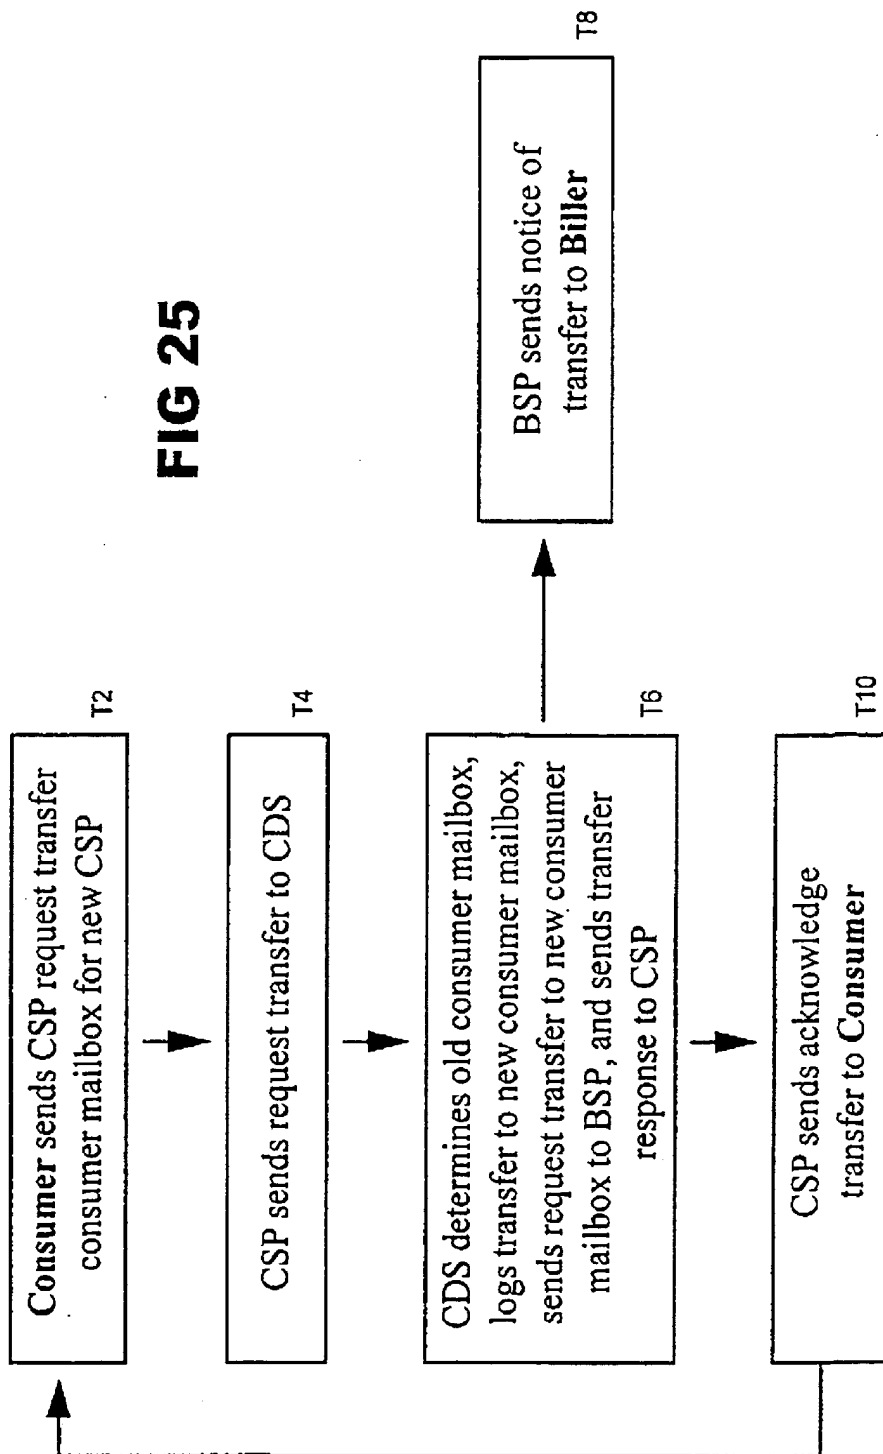 FIG 25
Consumer sends CSP request transfer
consumer mailbox for new CSP
T2
CSP sends request transfer to CDS
T4
CDS determines old consumer mailbox,
logs transfer to new consumer mailbox,
sends request transfer to new consumer
mailbox to BSP, and sends transfer
response to CSP
T6
BSP sends notice of
transfer to Biller
T8
CSP sends acknowledge
transfer to Consumer
T10